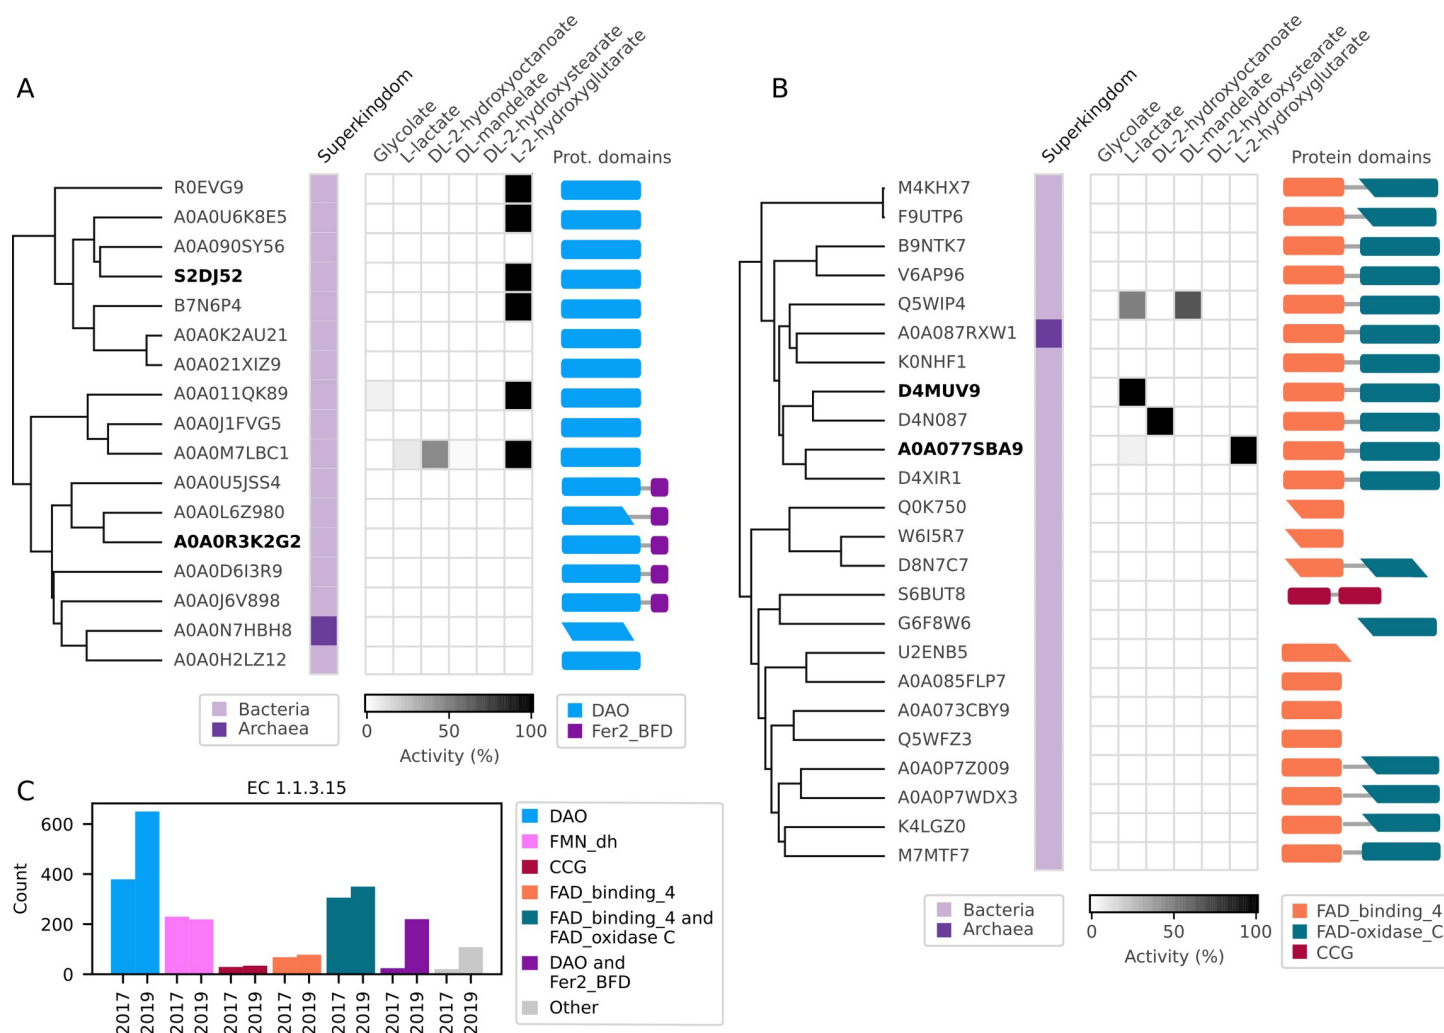 A
Superkingdom
Glycolate
L-lactate
DL-2-hydroxyoctanoate
DL-mandelate
DL-2-hydroxystearate
L-2-hydroxyglutarate
Prot. domains
R0EVG9
A0A0U6K8E5
A0A090SY56
S2DJ52
B7N6P4
A0A0K2AU21
A0A021XIZ9
A0A011QK89
A0A0J1FVG5
A0A0M7LBC1
A0A0U5JSS4
A0A0L6Z980
A0A0R3K2G2
A0A0D6I3R9
A0A0J6V898
A0A0N7HBH8
A0A0H2LZ12
Bacteria
Archaea
0 50 100
Activity (%)
DAO
Fer2_BFD
B
Superkingdom
Glycolate
L-lactate
DL-2-hydroxyoctanoate
DL-mandelate
DL-2-hydroxystearate
L-2-hydroxyglutarate
Protein domains
M4KHX7
F9UTP6
B9NTK7
V6AP96
Q5WIP4
A0A087RXW1
K0NHF1
D4MUV9
D4N087
A0A077SBA9
D4XIR1
Q0K750
W6I5R7
D8N7C7
S6BUT8
G6F8W6
U2ENB5
A0A085FLP7
A0A073CBY9
Q5WFZ3
A0A0P7Z009
A0A0P7WDX3
K4LGZ0
M7MTF7
Bacteria
Archaea
0 50 100
Activity (%)
FAD_binding_4
FAD-oxidase_C
CCG
C
EC 1.1.3.15
Count
600
400
200
0
2017 2019 2017 2019 2017 2019 2017 2019 2017 2019 2017 2019 2017 2019
DAO
FMN_dh
CCG
FAD_binding_4
FAD_binding_4 and
FAD_oxidase C
DAO and
Fer2_BFD
Other